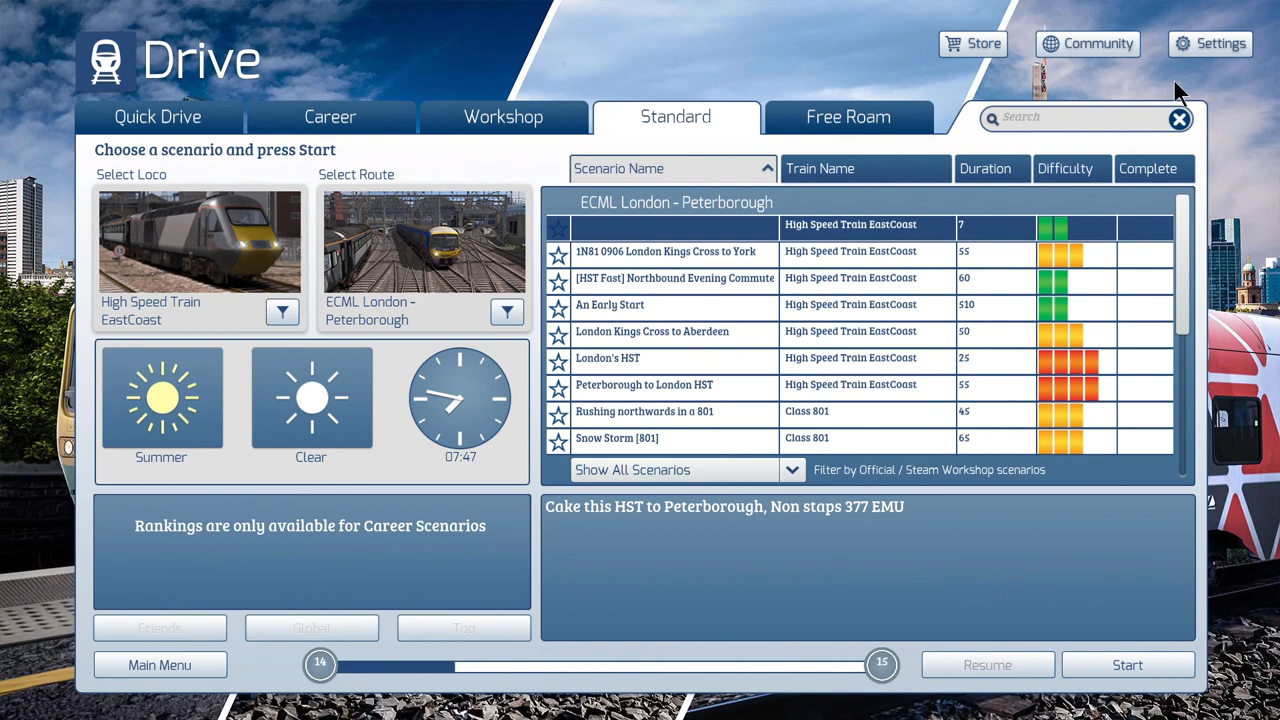 Drive
Store
Community
Settings
Quick Drive
Career
Workshop
Standard
Free Roam
Search
Choose a scenario and press Start
Select Loco
Select Route
High Speed Train
EastCoast
ECML London -
Peterborough
Summer
Clear
07:47
Scenario Name
Train Name
Duration
Difficulty
Complete
ECML London - Peterborough
High Speed Train EastCoast 7
1N81 0906 London Kings Cross to York High Speed Train EastCoast 55
[HST Fast] Northbound Evening Commute High Speed Train EastCoast 60
An Early Start High Speed Train EastCoast 510
London Kings Cross to Aberdeen High Speed Train EastCoast 50
London's HST High Speed Train EastCoast 25
Peterborough to London HST High Speed Train EastCoast 55
Rushing northwards in a 801 Class 801 45
Snow Storm [801] Class 801 65
Show All Scenarios
Filter by Official / Steam Workshop scenarios
Rankings are only available for Career Scenarios
Cake this HST to Peterborough, Non staps 377 EMU
Friends
Global
Top
Main Menu
14
15
Resume
Start